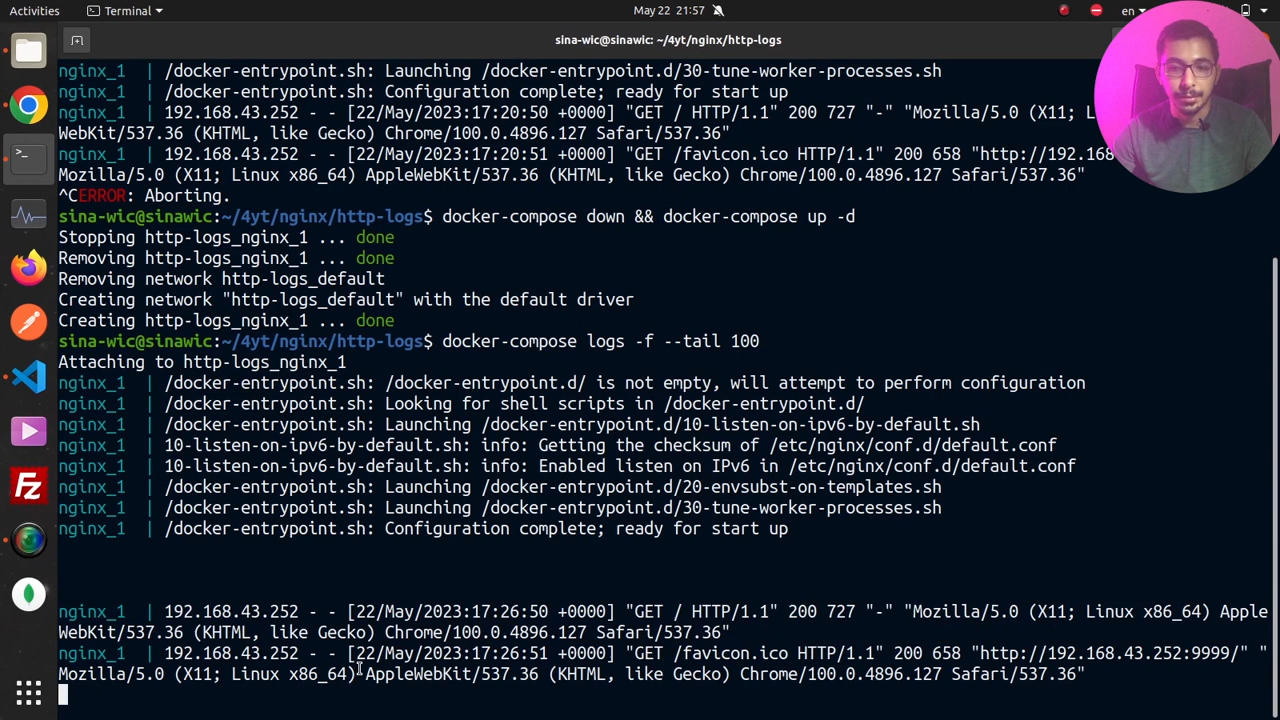 Activities
Terminal
May 22 21:57
en
sina-wic@sinawic: ~/4yt/nginx/http-logs
nginx_1 | /docker-entrypoint.sh: Launching /docker-entrypoint.d/30-tune-worker-processes.sh
nginx_1 | /docker-entrypoint.sh: Configuration complete; ready for start up
nginx_1 | 192.168.43.252 - - [22/May/2023:17:20:50 +0000] "GET / HTTP/1.1" 200 727 "-" "Mozilla/5.0 (X11;
WebKit/537.36 (KHTML, like Gecko) Chrome/100.0.4896.127 Safari/537.36"
nginx_1 | 192.168.43.252 - - [22/May/2023:17:20:51 +0000] "GET /favicon.ico HTTP/1.1" 200 658 "http://192.168
Mozilla/5.0 (X11; Linux x86_64) AppleWebKit/537.36 (KHTML, like Gecko) Chrome/100.0.4896.127 Safari/537.36"
^CERROR: Aborting.
sina-wic@sinawic:~/4yt/nginx/http-logs$ docker-compose down && docker-compose up -d
Stopping http-logs_nginx_1 ... done
Removing http-logs_nginx_1 ... done
Removing network http-logs_default
Creating network "http-logs_default" with the default driver
Creating http-logs_nginx_1 ... done
sina-wic@sinawic:~/4yt/nginx/http-logs$ docker-compose logs -f --tail 100
Attaching to http-logs_nginx_1
nginx_1 | /docker-entrypoint.sh: /docker-entrypoint.d/ is not empty, will attempt to perform configuration
nginx_1 | /docker-entrypoint.sh: Looking for shell scripts in /docker-entrypoint.d/
nginx_1 | /docker-entrypoint.sh: Launching /docker-entrypoint.d/10-listen-on-ipv6-by-default.sh
nginx_1 | 10-listen-on-ipv6-by-default.sh: info: Getting the checksum of /etc/nginx/conf.d/default.conf
nginx_1 | 10-listen-on-ipv6-by-default.sh: info: Enabled listen on IPv6 in /etc/nginx/conf.d/default.conf
nginx_1 | /docker-entrypoint.sh: Launching /docker-entrypoint.d/20-envsubst-on-templates.sh
nginx_1 | /docker-entrypoint.sh: Launching /docker-entrypoint.d/30-tune-worker-processes.sh
nginx_1 | /docker-entrypoint.sh: Configuration complete; ready for start up
nginx_1 | 192.168.43.252 - - [22/May/2023:17:26:50 +0000] "GET / HTTP/1.1" 200 727 "-" "Mozilla/5.0 (X11; Linux x86_64) Apple
WebKit/537.36 (KHTML, like Gecko) Chrome/100.0.4896.127 Safari/537.36"
nginx_1 | 192.168.43.252 - - [22/May/2023:17:26:51 +0000] "GET /favicon.ico HTTP/1.1" 200 658 "http://192.168.43.252:9999/" "
Mozilla/5.0 (X11; Linux x86_64) AppleWebKit/537.36 (KHTML, like Gecko) Chrome/100.0.4896.127 Safari/537.36"